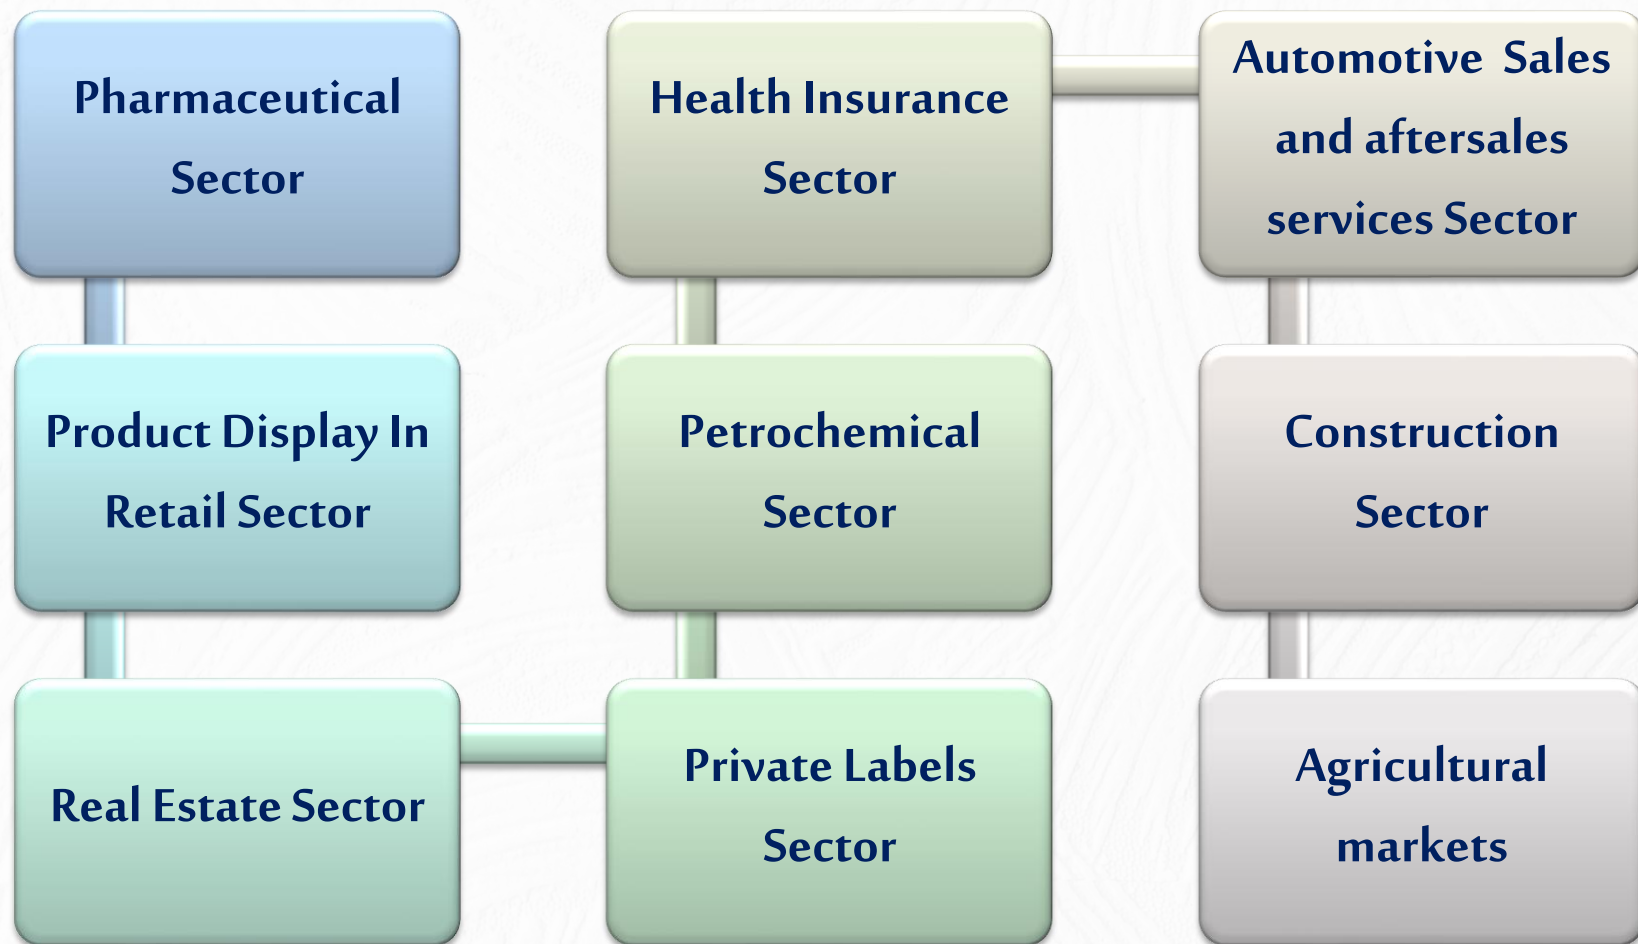 Pharmaceutical
Sector
Product Display In
Retail Sector
Real Estate Sector
Private Labels
Sector
Petrochemical
Sector
Health Insurance
Sector
Automotive  Sales
and aftersales
services Sector
Construction
Sector
Agricultural
markets